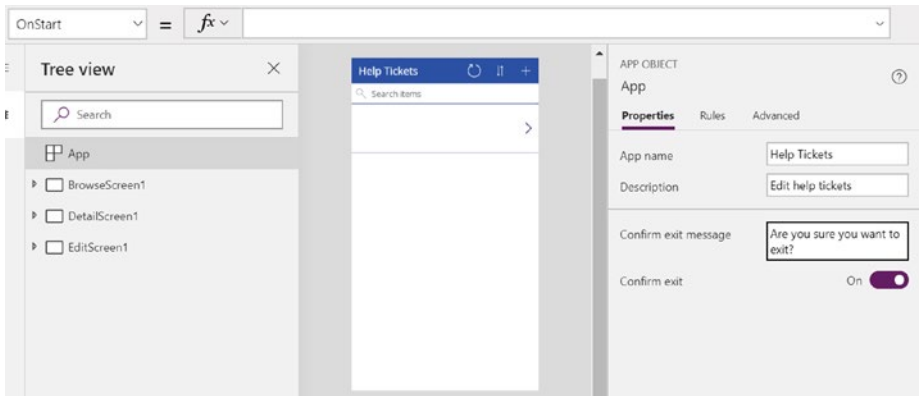 OnStart = fx
Tree view
Search
App
BrowseScreen1
DetailScreen1
EditScreen1
Help Tickets
Search items
APP OBJECT
App
Properties Rules Advanced
App name Help Tickets
Description Edit help tickets
Confirm exit message Are you sure you want to
exit?
Confirm exit On